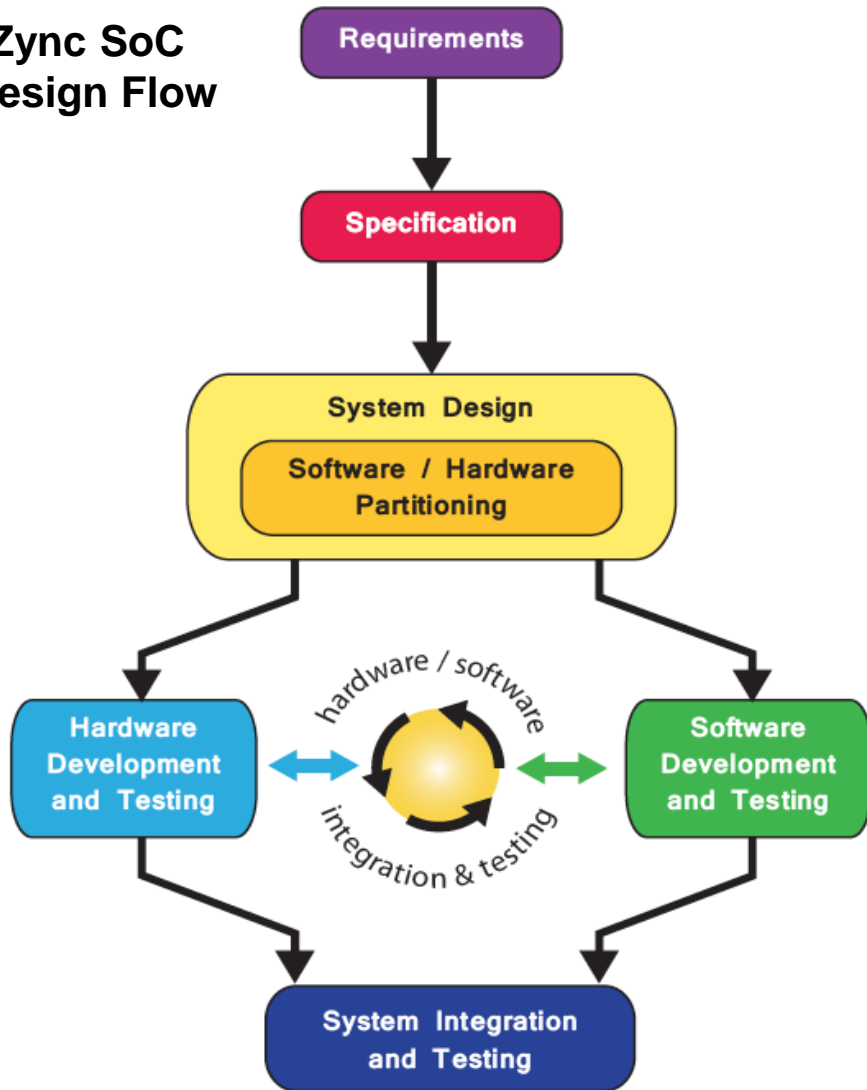 Zync SoC
esign Flow
Requirements
Specification
System Design
Software / Hardware
Partitioning
hardware / software
Hardware
Development
and Testing
Software
Development
and Testing
integration & testing
System Integration
and Testing